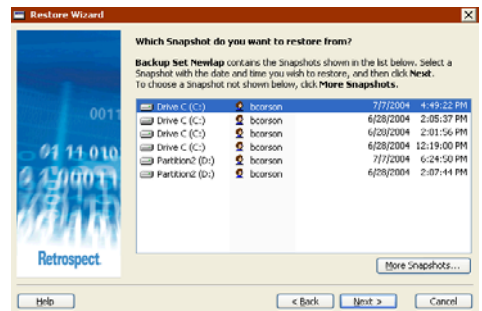 Restore Wizard
Which Snapshot do you want to restore from?
Backup Set Newlap contains the Snapshots shown in the list below. Select a
Snapshot with the date and time you wish to restore, and then click Next.
To choose a Snapshot not shown below, click More Snapshots.
Drive C (C:) bcorson 7/7/2004 4:49:22 PM
Drive C (C:) bcorson 6/28/2004 2:05:37 PM
Drive C (C:) bcorson 6/28/2004 2:01:56 PM
Drive C (C:) bcorson 6/28/2004 12:19:00 PM
Partition2 (D:) bcorson 7/7/2004 6:24:50 PM
Partition2 (D:) bcorson 6/28/2004 2:07:44 PM
0011
01 11 010
Retrospect
More Snapshots...
Help < Back Next > Cancel